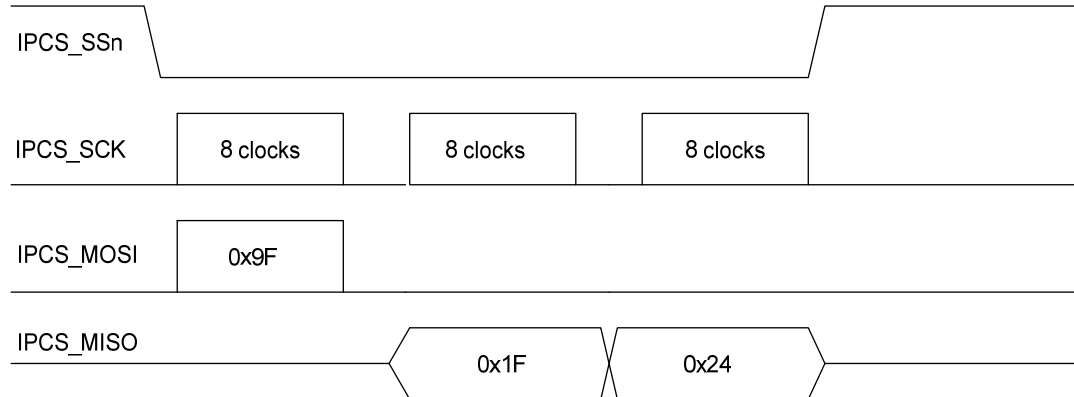 IPCS_SSn
IPCS_SCK 8 clocks 8 clocks 8 clocks
IPCS_MOSI 0x9F
IPCS_MISO 0x1F 0x24